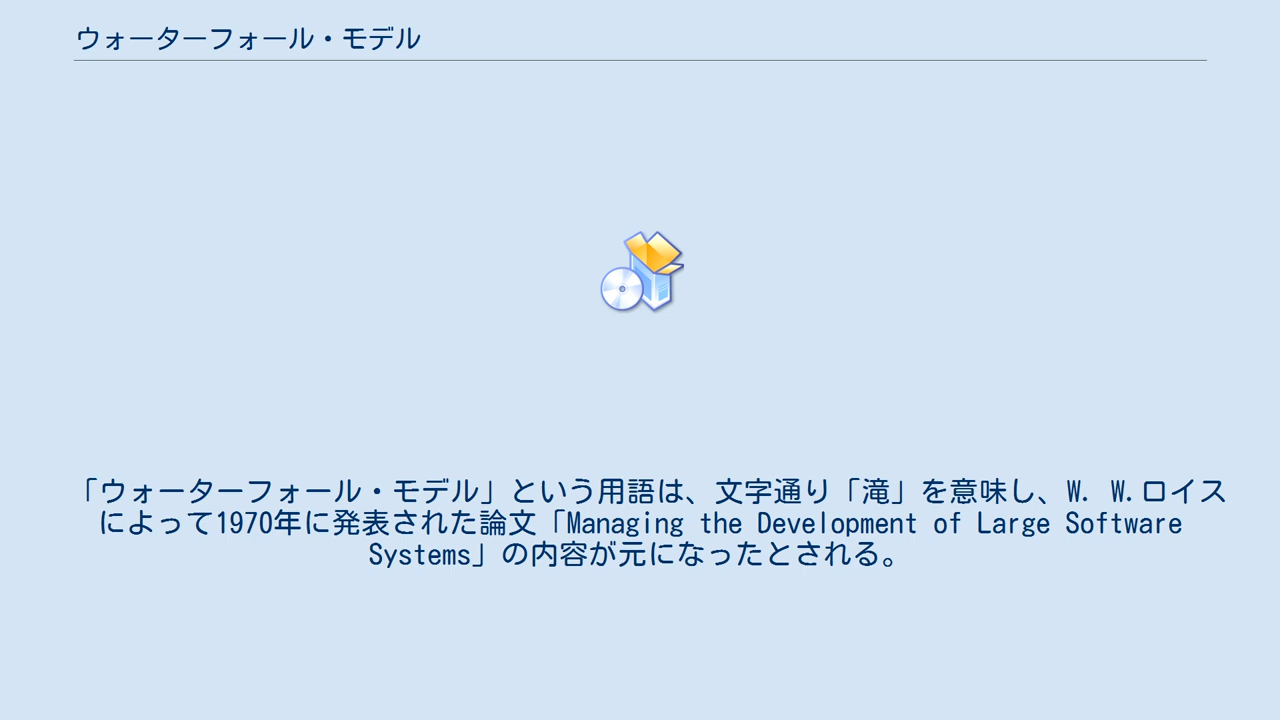 ウォーターフォール・モデル
「ウォーターフォール・モデル」という用語は、文字通り「滝」を意味し、W. W.ロイス
によって1970年に発表された論文「Managing the Development of Large Software
Systems」の内容が元になったとされる。